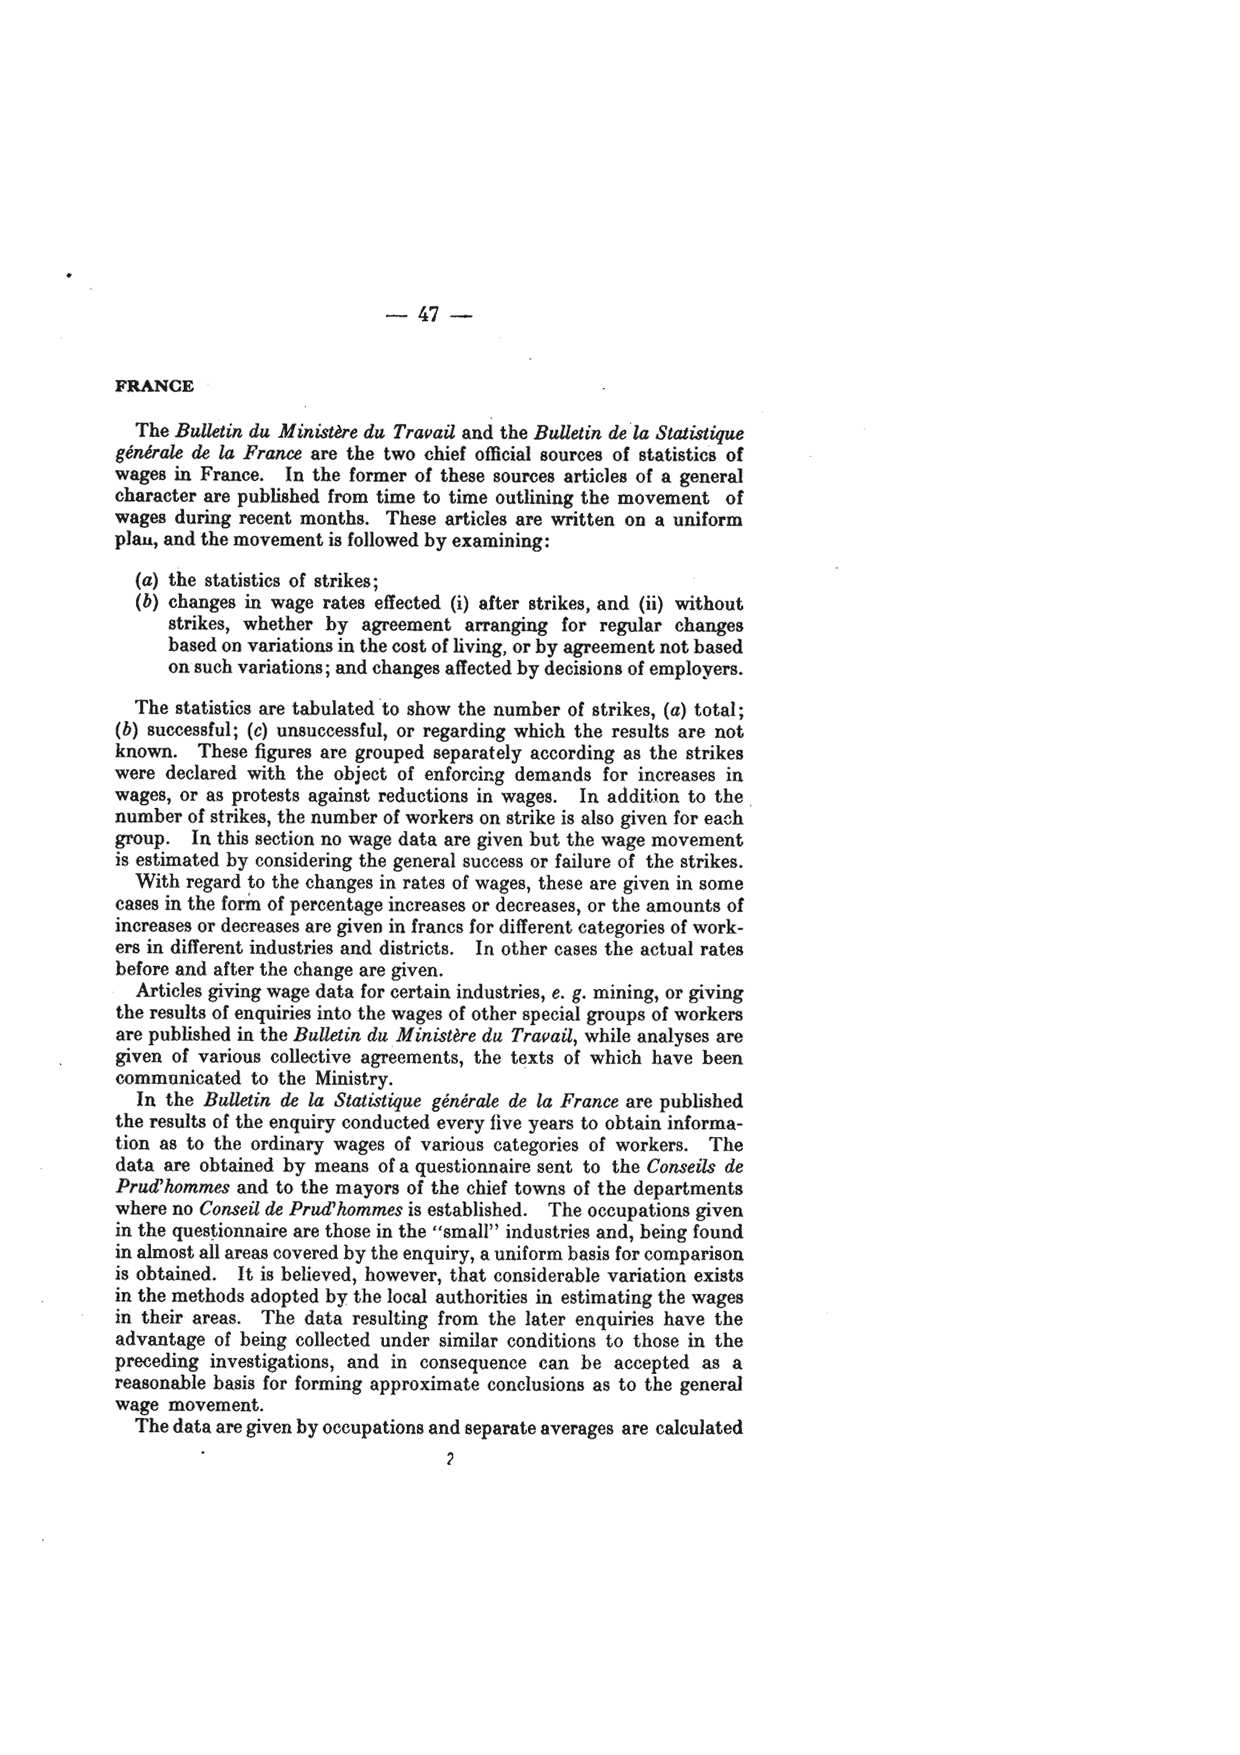 — 47 —
FRANCE
The Bulletin du Ministère du Travail and the Bulletin de la Statistique
générale de la France are the two chief official sources of statistics of
wages in France. In the former of these sources articles of a general
character are published from time to time outlining the movement of
wages during recent months. These articles are written on a uniform
plan, and the movement is followed by examining:
(a) the statistics of strikes;
(b) changes in wage rates effected (i) after strikes, and (ii) without
strikes, whether by agreement arranging for regular changes
based on variations in the cost of living, or by agreement not based
on such variations; and changes affected by decisions of employers.
The statistics are tabulated to show the number of strikes, (a) total;
(b) successful; (c) unsuccessful, or regarding which the results are not
known. These figures are grouped separately according as the strikes
were declared with the object of enforcing demands for increases in
wages, or as protests against reductions in wages. In addition to the
number of strikes, the number of workers on strike is also given for each
group. In this section no wage data are given but the wage movement
is estimated by considering the general success or failure of the strikes.
With regard to the changes in rates of wages, these are given in some
cases in the form of percentage increases or decreases, or the amounts of
increases or decreases are given in francs for different categories of work-
ers in different industries and districts. In other cases the actual rates
before and after the change are given.
Articles giving wage data for certain industries, e. g. mining, or giving
the results of enquiries into the wages of other special groups of workers
are published in the Bulletin du Ministère du Travail, while analyses are
given of various collective agreements, the texts of which have been
communicated to the Ministry.
In the Bulletin de la Statistique générale de la France are published
the results of the enquiry conducted every five years to obtain informa-
tion as to the ordinary wages of various categories of workers. The
data are obtained by means of a questionnaire sent to the Conseils de
Prud'hommes and to the mayors of the chief towns of the departments
where no Conseil de Prud'hommes is established. The occupations given
in the questionnaire are those in the “small” industries and, being found
in almost all areas covered by the enquiry, a uniform basis for comparison
is obtained. It is believed, however, that considerable variation exists
in the methods adopted by the local authorities in estimating the wages
in their areas. The data resulting from the later enquiries have the
advantage of being collected under similar conditions to those in the
preceding investigations, and in consequence can be accepted as a
reasonable basis for forming approximate conclusions as to the general
wage movement.
The data are given by occupations and separate averages are calculated
2